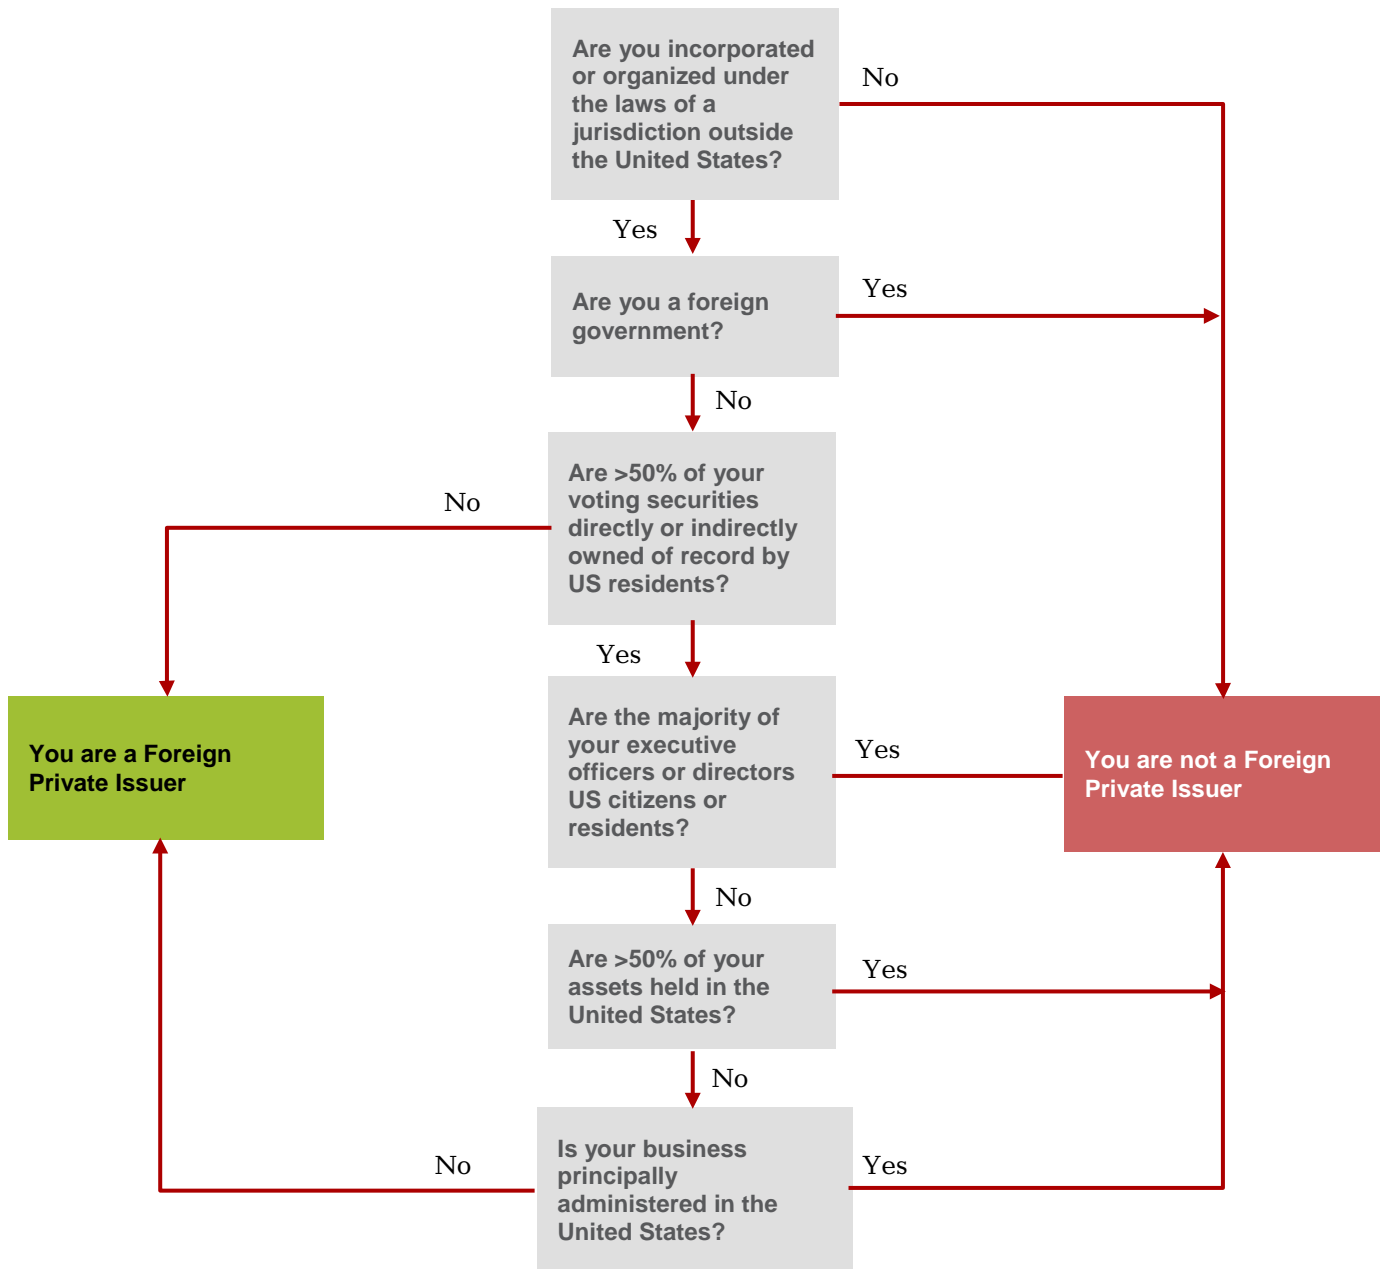 Are you incorporated
or organized under
the laws of a
jurisdiction outside
the United States?
No
Yes
Are you a foreign
government?
Yes
No
Are >50% of your
voting securities
directly or indirectly
owned of record by
US residents?
No
Yes
You are a Foreign
Private Issuer
Are the majority of
your executive
officers or directors
US citizens or
residents?
Yes
You are not a Foreign
Private Issuer
No
Are >50% of your
assets held in the
United States?
Yes
No
Is your business
principally
administered in the
United States?
No
Yes